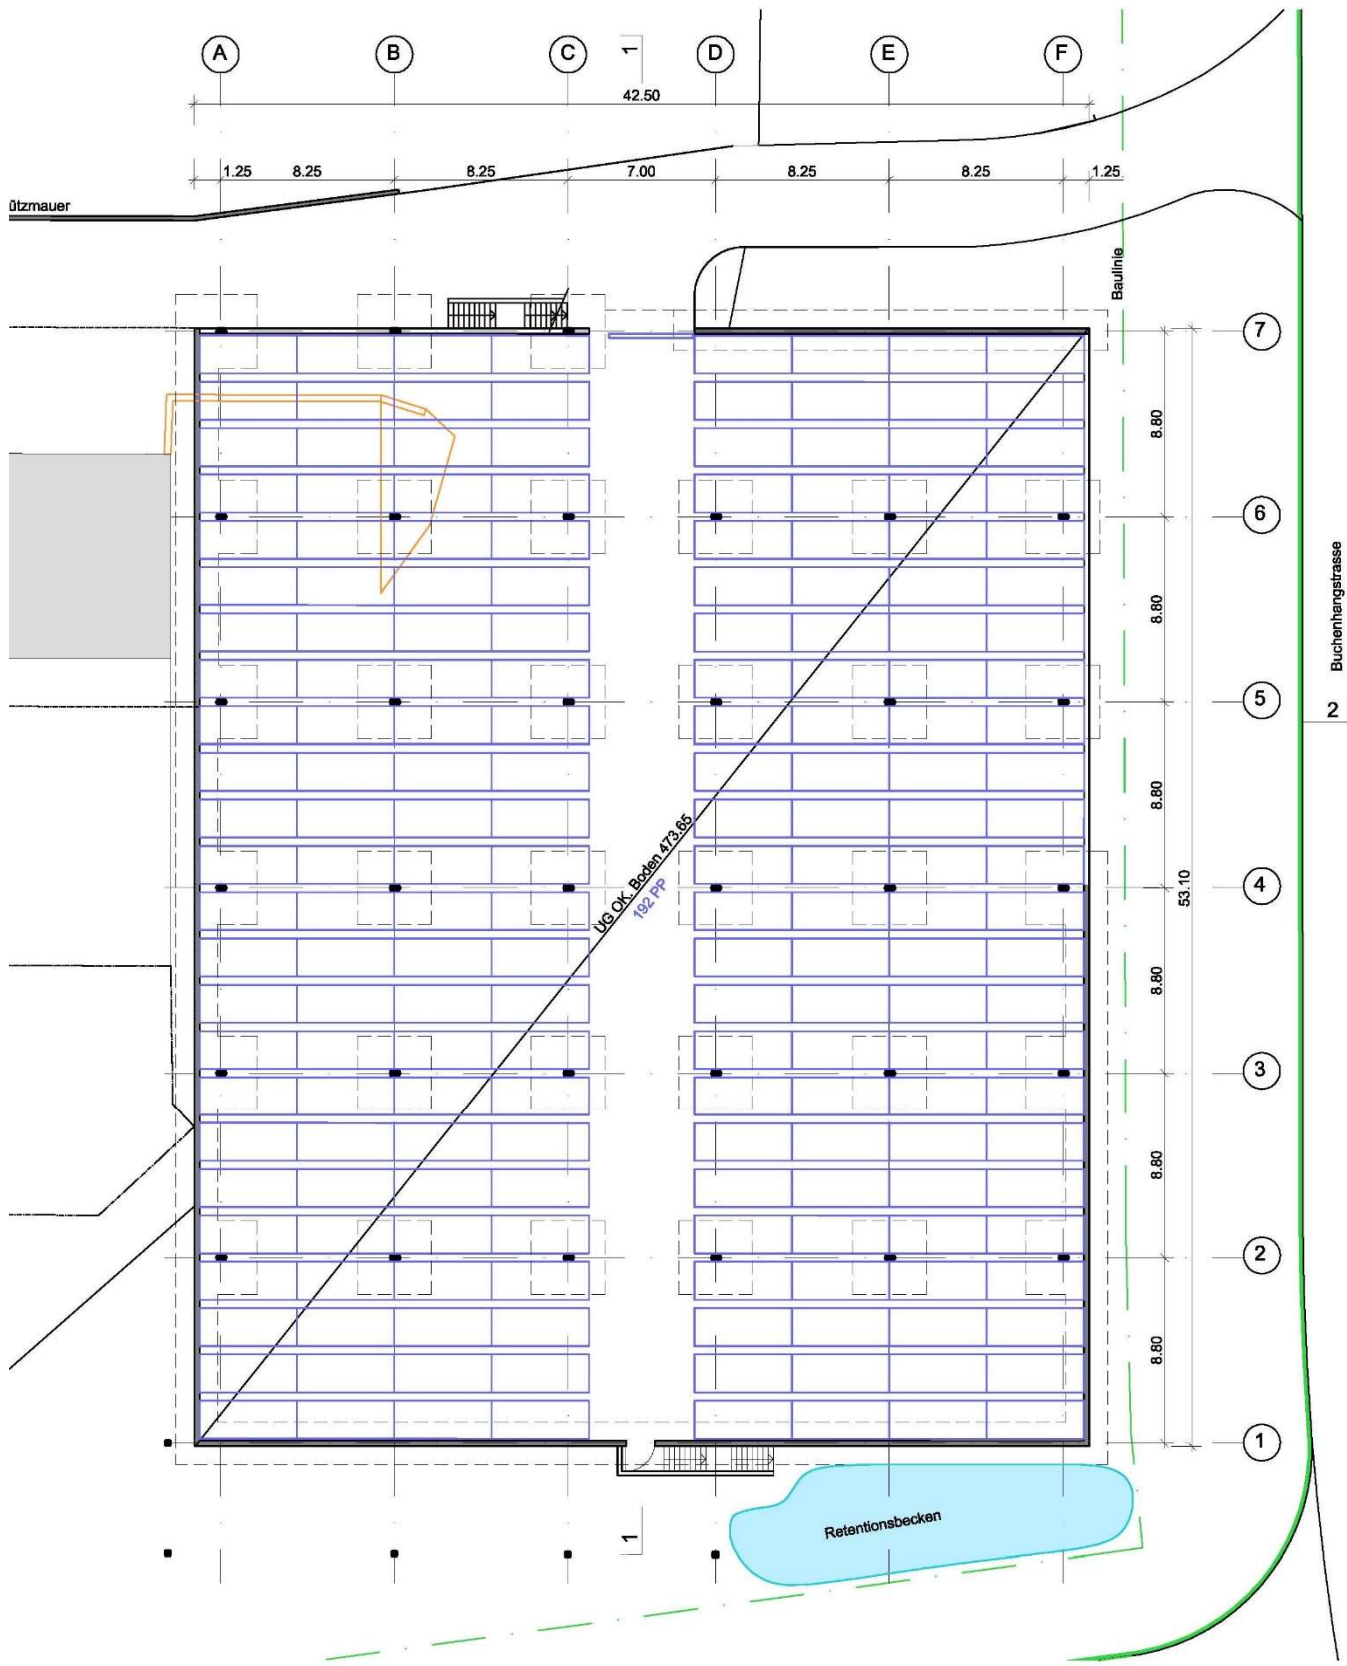 A B C 1 D E F
42.50
1.25 8.25 8.25 7.00 8.25 8.25 1.25
ützmauer
Baulinie
7
8.80
6
8.80
Buchenhangstrasse
5
2
8.80
UG OK. Boden 473.65
192 PP
4
53.10
8.80
3
8.80
2
8.80
1
Retentionsbecken
1